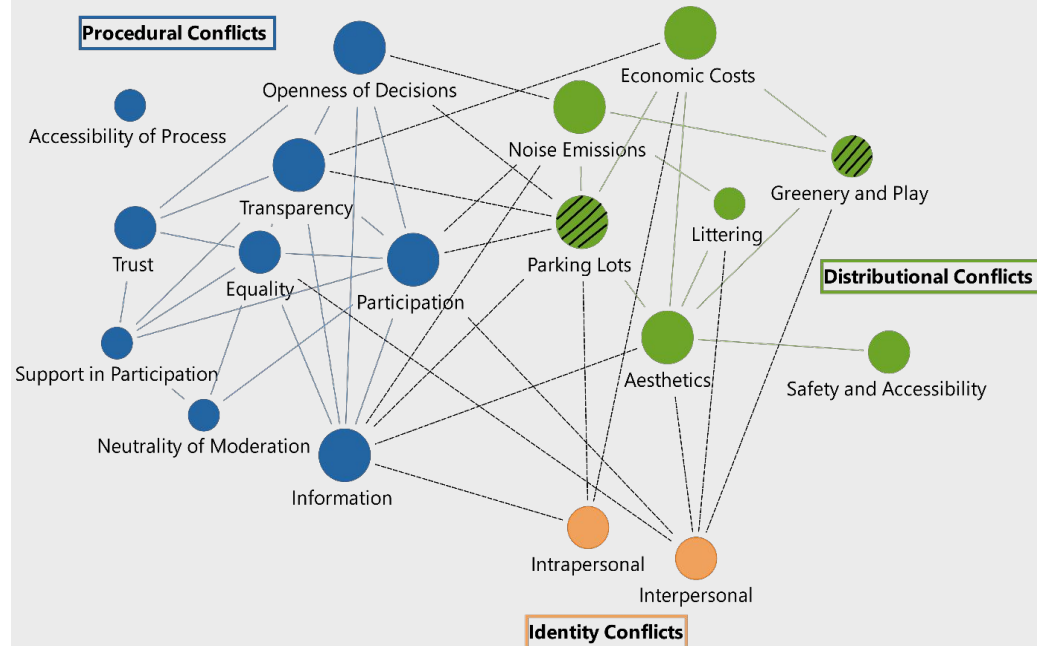 Procedural Conflicts
Openness of Decisions
Economic Costs
Accessibility of Process
Noise Emissions
Greenery and Play
Transparency
Littering
Trust
Parking Lots
Distributional Conflicts
Equality
Participation
Support in Participation
Aesthetics
Safety and Accessibility
Neutrality of Moderation
Information
Intrapersonal
Interpersonal
Identity Conflicts